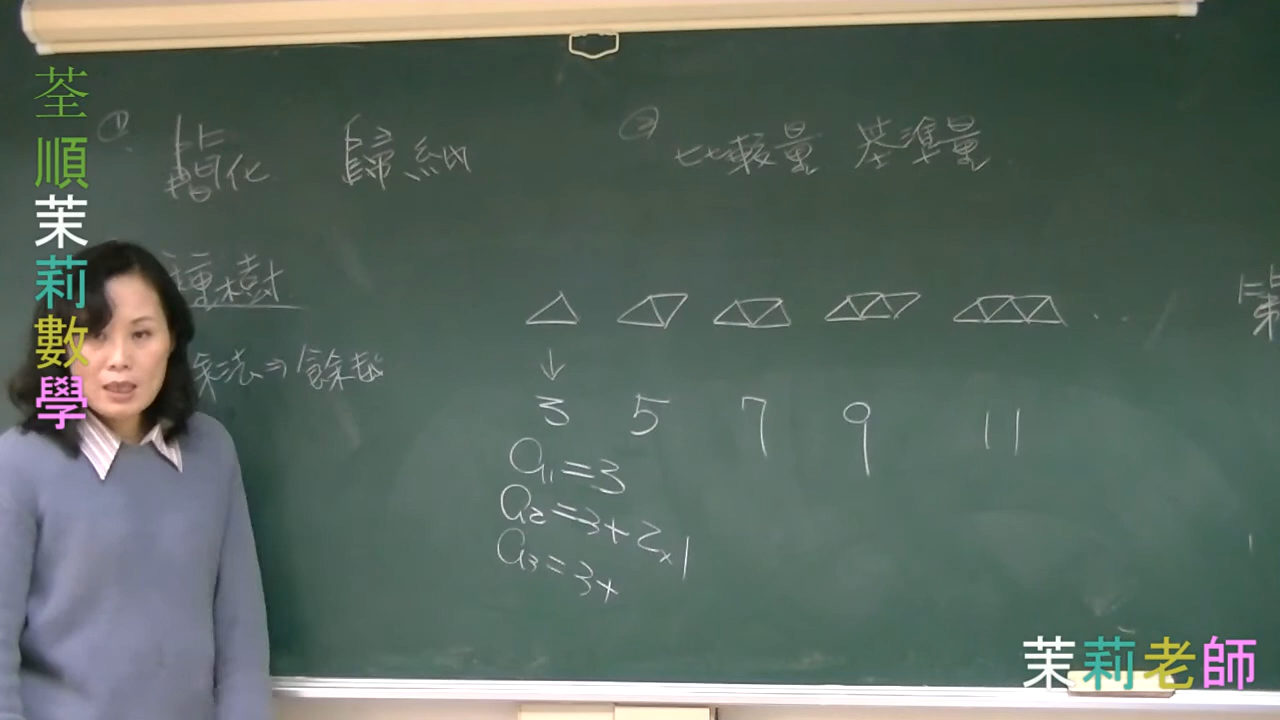 荃順茉莉數學
① 皆化 歸納
② 比較量 基準量
種樹
除法⇒餘數
3 5 7 9 11
a₁=3
a₂=3+2×1
a₃=3+
茉莉老師